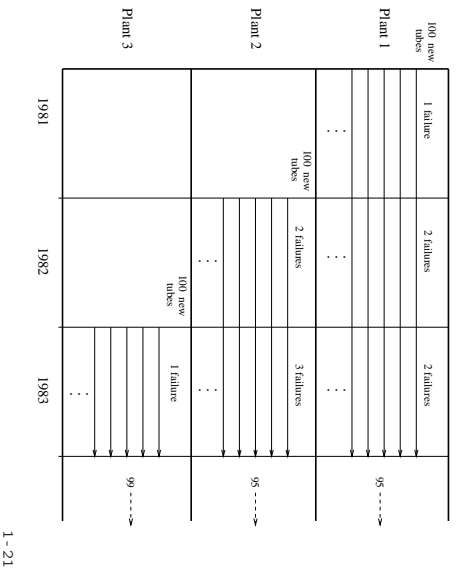 100 new
tubes
Plant 1
1 failure
2 failures
2 failures
. . .
. . .
. . .
95
100 new
tubes
Plant 2
2 failures
3 failures
. . .
. . .
95
100 new
tubes
Plant 3
1 failure
. . .
99
1981
1982
1983
1 - 21